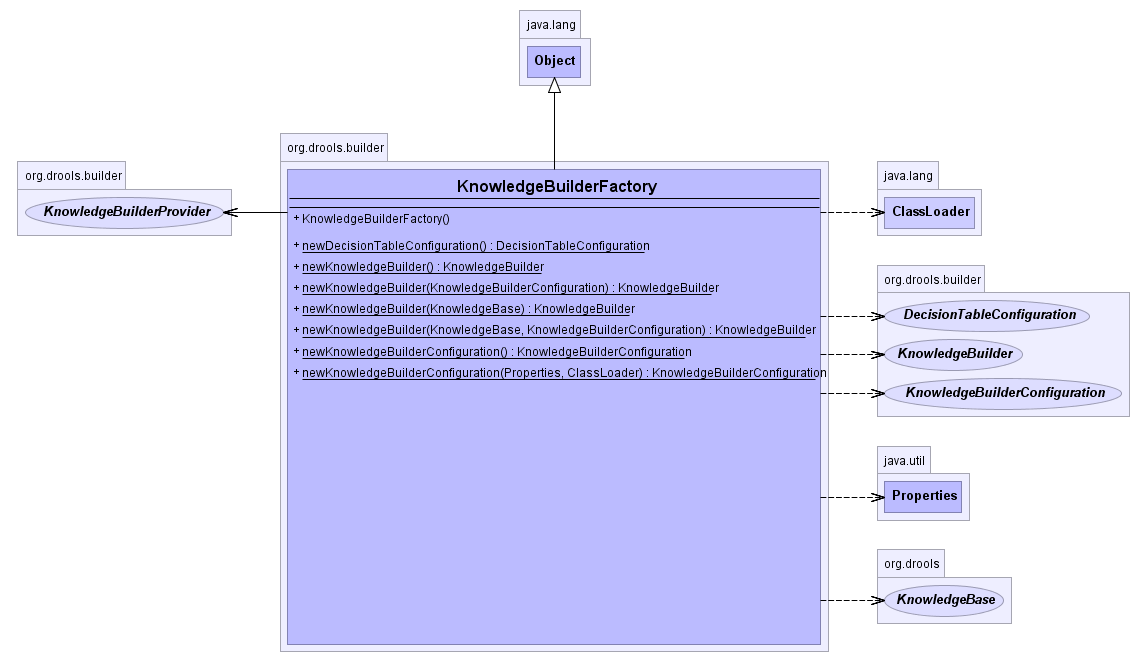 java.lang
Object
org.drools.builder
KnowledgeBuilderProvider
org.drools.builder
KnowledgeBuilderFactory
+ KnowledgeBuilderFactory()
+ newDecisionTableConfiguration() : DecisionTableConfiguration
+ newKnowledgeBuilder() : KnowledgeBuilder
+ newKnowledgeBuilder(KnowledgeBuilderConfiguration) : KnowledgeBuilder
+ newKnowledgeBuilder(KnowledgeBase) : KnowledgeBuilder
+ newKnowledgeBuilder(KnowledgeBase, KnowledgeBuilderConfiguration) : KnowledgeBuilder
+ newKnowledgeBuilderConfiguration() : KnowledgeBuilderConfiguration
+ newKnowledgeBuilderConfiguration(Properties, ClassLoader) : KnowledgeBuilderConfiguration
java.lang
ClassLoader
org.drools.builder
DecisionTableConfiguration
KnowledgeBuilder
KnowledgeBuilderConfiguration
java.util
Properties
org.drools
KnowledgeBase